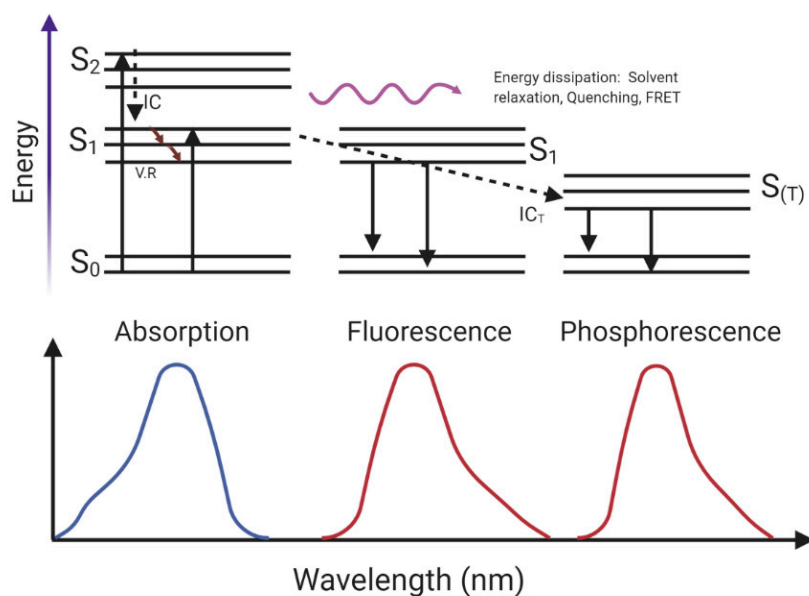 S2
IC
Energy dissipation: Solvent
relaxation, Quenching, FRET
S1
V.R
S1
S(T)
ICT
S0
Energy
Absorption
Fluorescence
Phosphorescence
Wavelength (nm)